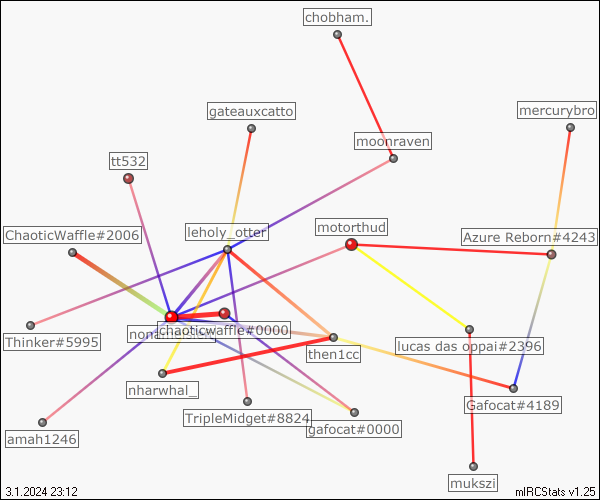 chobham.
gateauxcatto
mercurybro
moonraven
tt532
ChaoticWaffle#2006
leholy_otter
motorthud
Azure Reborn#4243
chaoticwaffle#0000
Thinker#5995
then1cc
lucas das oppai#2396
nharwhal_
TripleMidget#8824
gafocat#0000
Gafocat#4189
amah1246
mukszi
3.1.2024 23:12
mIRCStats v1.25